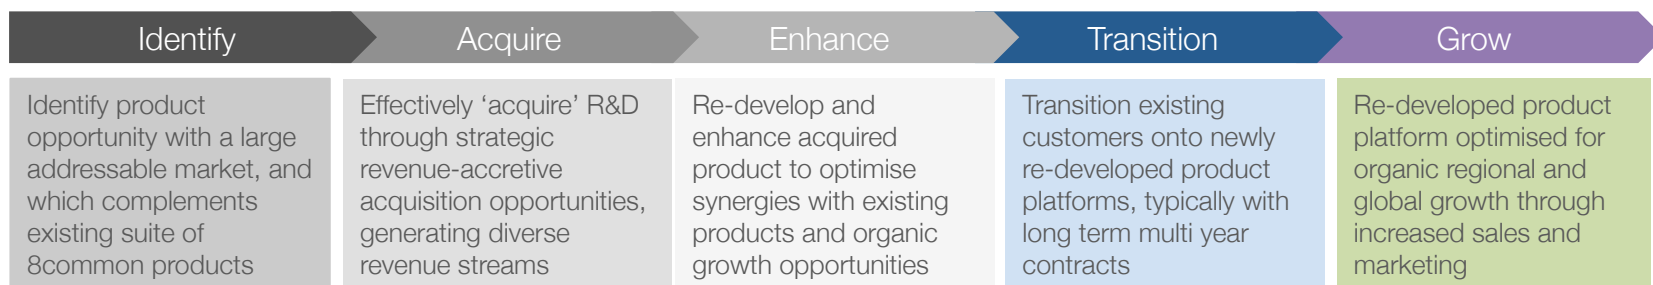 Identify
Acquire
Enhance
Transition
Grow
Identify product
opportunity with a large
addressable market, and
which complements
existing suite of
8common products
Effectively ‘acquire’ R&D
through strategic
revenue-accretive
acquisition opportunities,
generating diverse
revenue streams
Re-develop and
enhance acquired
product to optimise
synergies with existing
products and organic
growth opportunities
Transition existing
customers onto newly
re-developed product
platforms, typically with
long term multi year
contracts
Re-developed product
platform optimised for
organic regional and
global growth through
increased sales and
marketing